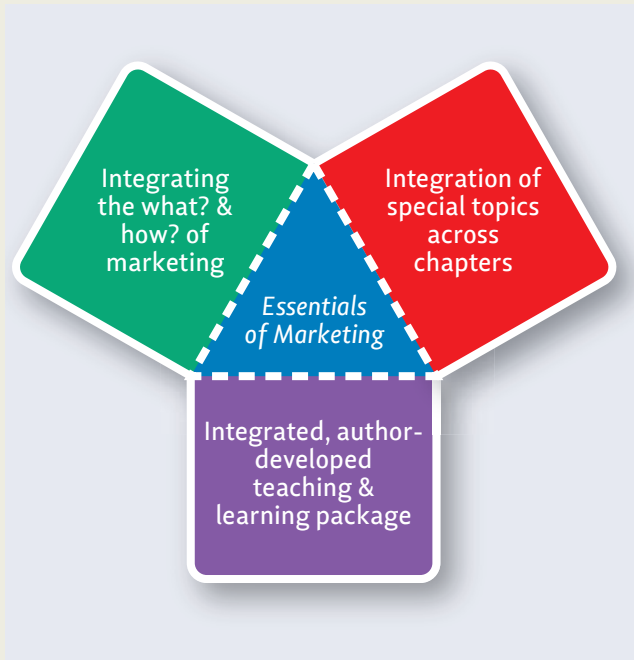 Integrating
the what? &
how? of
marketing
Integration of
special topics
across
chapters
Essentials
of Marketing
Integrated, author-
developed
teaching &
learning package